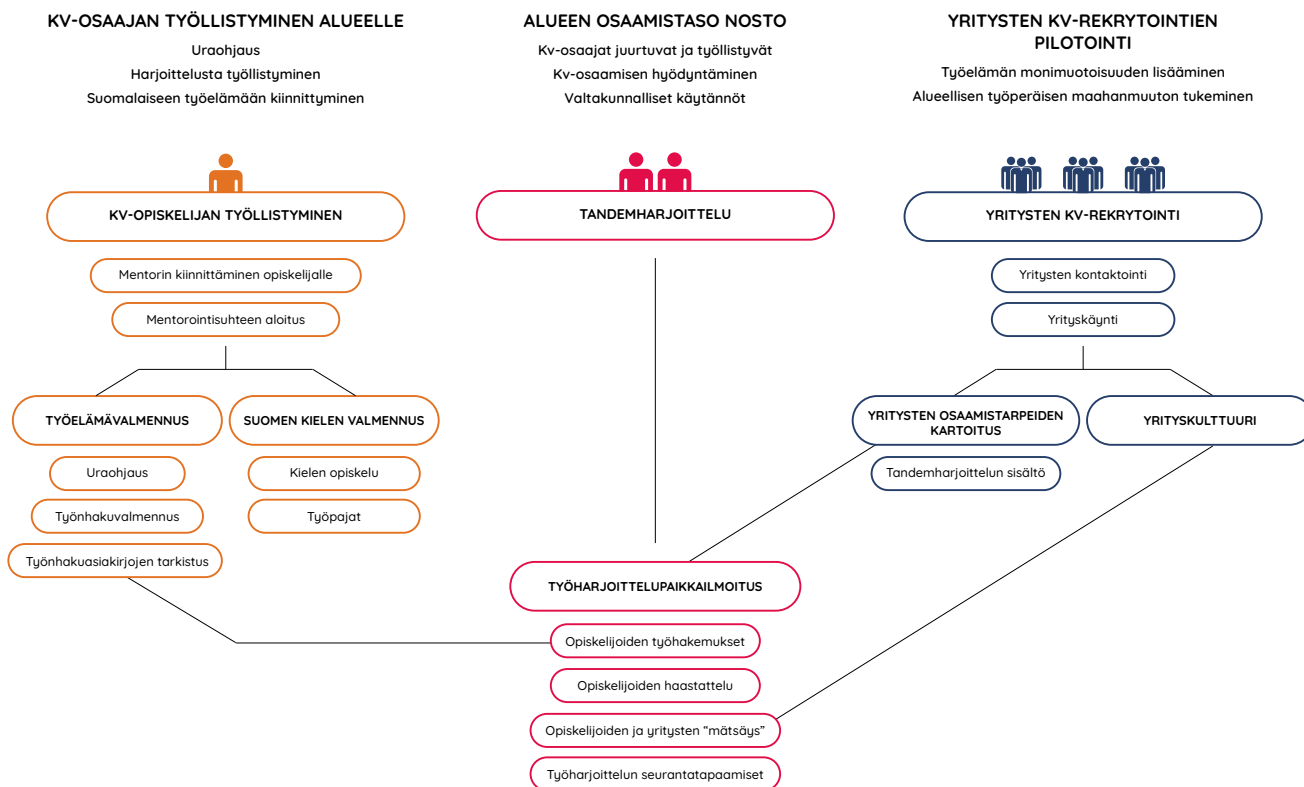 KV-OSAAJAN TYÖLLISTYMINEN ALUEELLE
Uraohjaus
Harjoittelusta työllistyminen
Suomalaiseen työelämään kiinnittyminen
ALUEEN OSAAMISTASO NOSTO
Kv-osaajat juurtuvat ja työllistyvät
Kv-osaamisen hyödyntäminen
Valtakunnalliset käytännöt
YRITYSTEN KV-REKRYTOINTIEN
PILOTOINTI
Työelämän monimuotoisuuden lisääminen
Alueellisen työperäisen maahanmuuton tukeminen
KV-OPISKELIJAN TYÖLLISTYMINEN
Mentorin kiinnittäminen opiskelijalle
Mentorointisuhteen aloitus
TYÖELÄMÄVALMENNUS
Uraohjaus
Työnhakuvalmennus
Työnhakuasiakirjojen tarkistus
SUOMEN KIELEN VALMENNUS
Kielen opiskelu
Työpajat
TANDEMHARJOITTELU
YRITYSTEN KV-REKRYTOINTI
Yritysten kontaktointi
Yrityskäynti
YRITYSTEN OSAAMISTARPEIDEN
KARTOITUS
Tandemharjoittelun sisältö
YRITYSKULTTUURI
TYÖHARJOITTELUPAIKKAILMOITUS
Opiskelijoiden työhakemukset
Opiskelijoiden haastattelu
Opiskelijoiden ja yritysten “mätsäys”
Työharjoittelun seurantatapaamiset